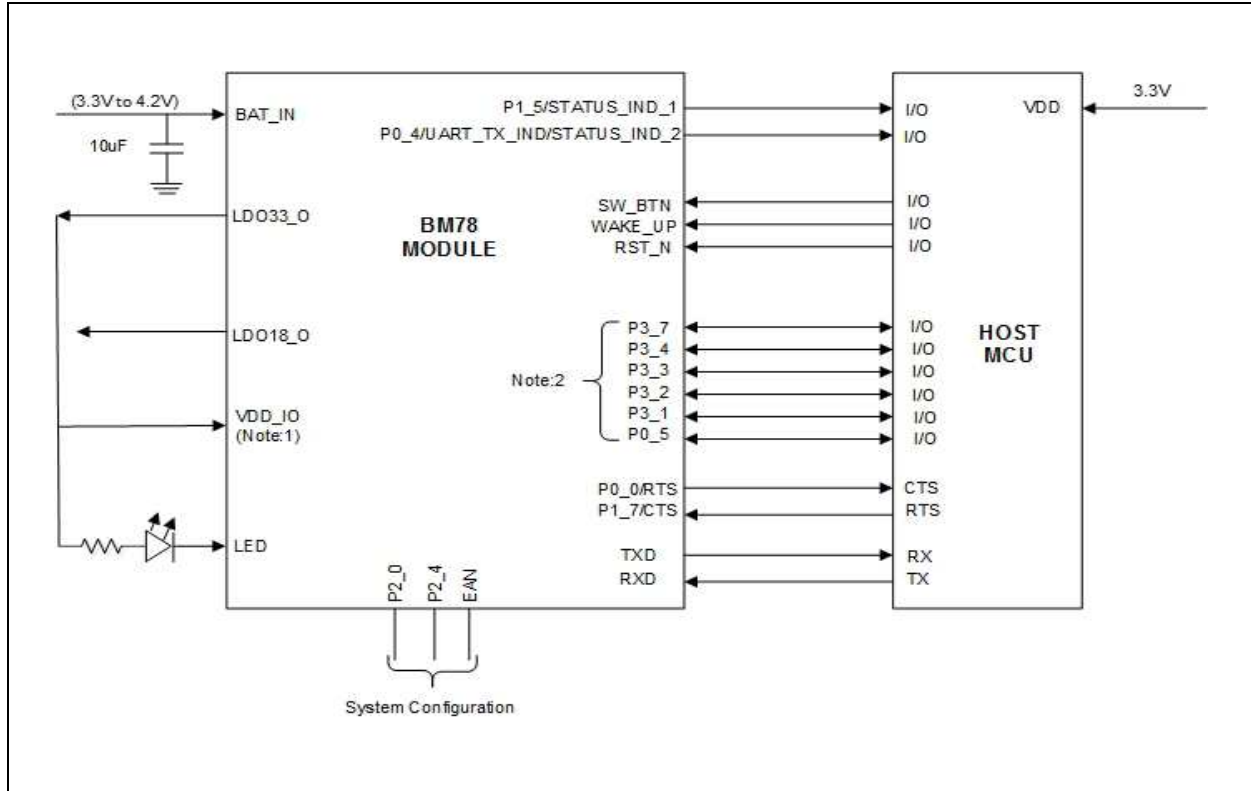 (3.3V to 4.2V)
BAT_IN
10uF
LDO33_O
LDO18_O
VDD_IO
(Note:1)
LED
BM78
MODULE
P1_5/STATUS_IND_1
P0_4/UART_TX_IND/STATUS_IND_2
SW_BTN
WAKE_UP
RST_N
Note:2
P3_7
P3_4
P3_3
P3_2
P3_1
P0_5
P0_0/RTS
P1_7/CTS
TXD
RXD
P2_0
P2_4
EAN
System Configuration
I/O
I/O
I/O
I/O
I/O
I/O
I/O
I/O
I/O
I/O
I/O
CTS
RTS
RX
TX
VDD
3.3V
HOST
MCU